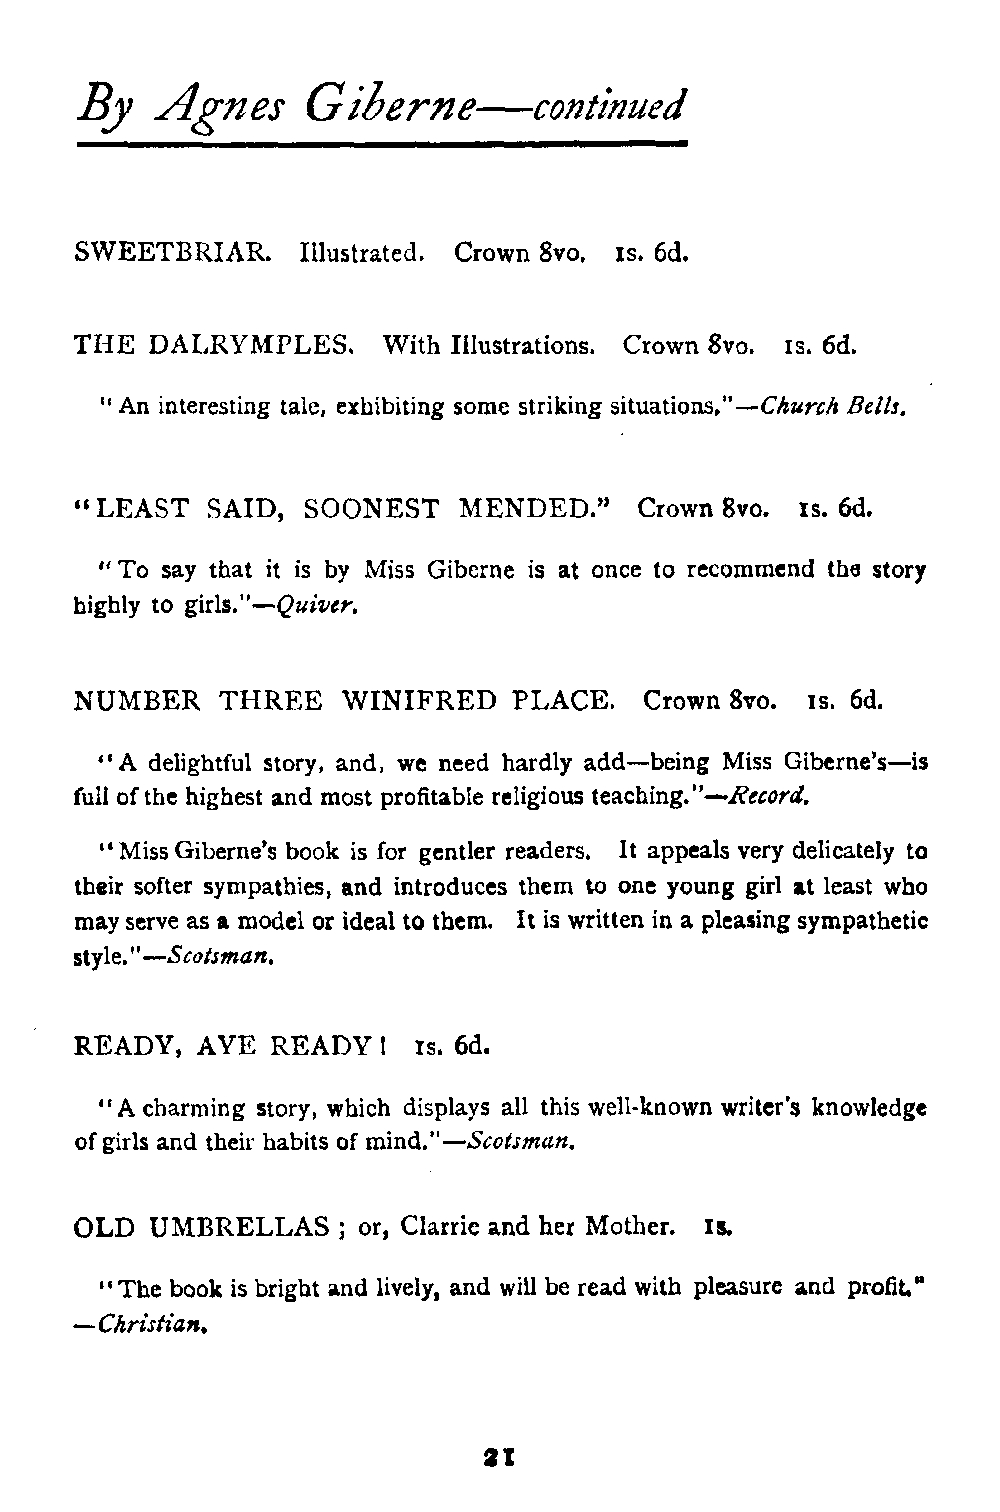 By Agnes Giberne—continued
SWEETBRIAR. Illustrated. Crown 8vo. 1s. 6d.
THE DALRYMPLES. With Illustrations. Crown 8vo. 1s. 6d.
"An interesting tale, exhibiting some striking situations."—Church Bells.
"LEAST SAID, SOONEST MENDED." Crown 8vo. 1s. 6d.
"To say that it is by Miss Giberne is at once to recommend the story
highly to girls."—Quiver.
NUMBER THREE WINIFRED PLACE. Crown 8vo. 1s. 6d.
"A delightful story, and, we need hardly add—being Miss Giberne's—is
full of the highest and most profitable religious teaching."—Record.
"Miss Giberne's book is for gentler readers. It appeals very delicately to
their softer sympathies, and introduces them to one young girl at least who
may serve as a model or ideal to them. It is written in a pleasing sympathetic
style."—Scotsman.
READY, AYE READY! 1s. 6d.
"A charming story, which displays all this well-known writer's knowledge
of girls and their habits of mind."—Scotsman.
OLD UMBRELLAS; or, Clarrie and her Mother. 1s.
"The book is bright and lively, and will be read with pleasure and profit."
—Christian.
21